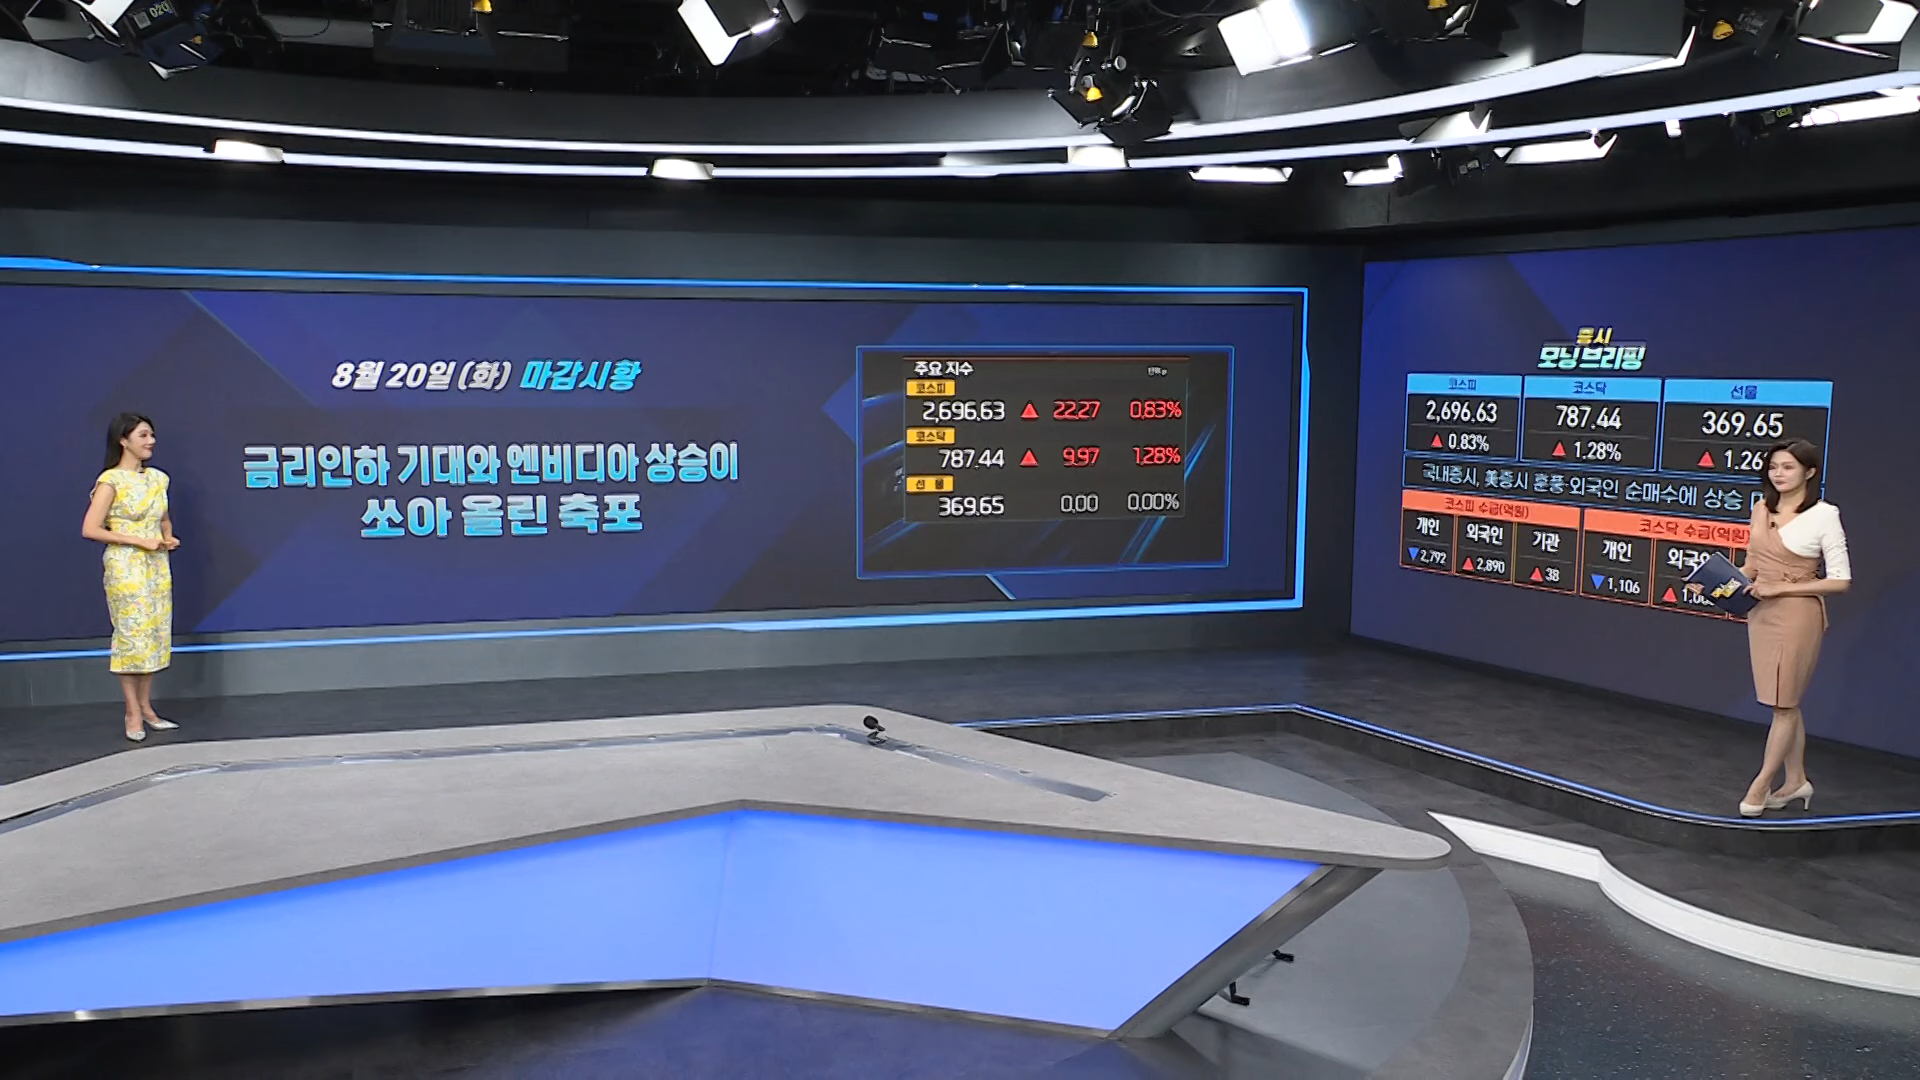 8월 20일 (화) 마감시황
금리인하 기대와 엔비디아 상승이
쏘아 올린 축포
주요 지수
코스피
2,696.63 ▲ 22.27 0.83%
코스닥
787.44 ▲ 9.97 1.28%
선물
369.65 0.00 0.00%
증시
모닝브리핑
코스피 코스닥 선물
2,696.63 787.44 369.65
▲ 0.83% ▲ 1.28% ▲ 1.26
국내증시, 美증시 훈풍·외국인 순매수에 상승
코스피 수급(억원) 코스닥 수급(억원)
개인 외국인 기관 개인
▼2,792 ▲2,890 ▲38 ▼1,106